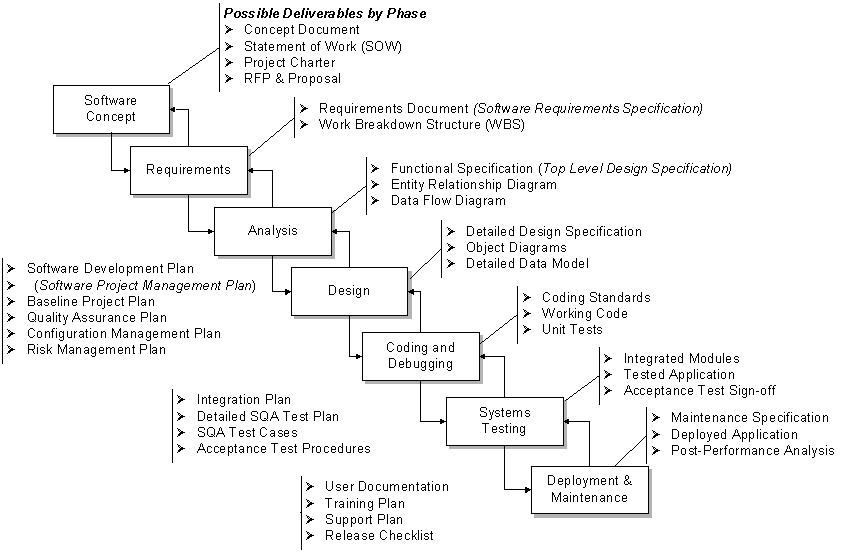 Possible Deliverables by Phase
Concept Document
Statement of Work (SOW)
Project Charter
RFP & Proposal
Software
Concept
Requirements Document (Software Requirements Specification)
Work Breakdown Structure (WBS)
Requirements
Functional Specification (Top Level Design Specification)
Entity Relationship Diagram
Data Flow Diagram
Analysis
Detailed Design Specification
Object Diagrams
Detailed Data Model
Software Development Plan
(Software Project Management Plan)
Baseline Project Plan
Quality Assurance Plan
Configuration Management Plan
Risk Management Plan
Design
Coding Standards
Working Code
Unit Tests
Coding and
Debugging
Integrated Modules
Tested Application
Acceptance Test Sign-off
Integration Plan
Detailed SQA Test Plan
SQA Test Cases
Acceptance Test Procedures
Systems
Testing
Maintenance Specification
Deployed Application
Post-Performance Analysis
Deployment &
Maintenance
User Documentation
Training Plan
Support Plan
Release Checklist